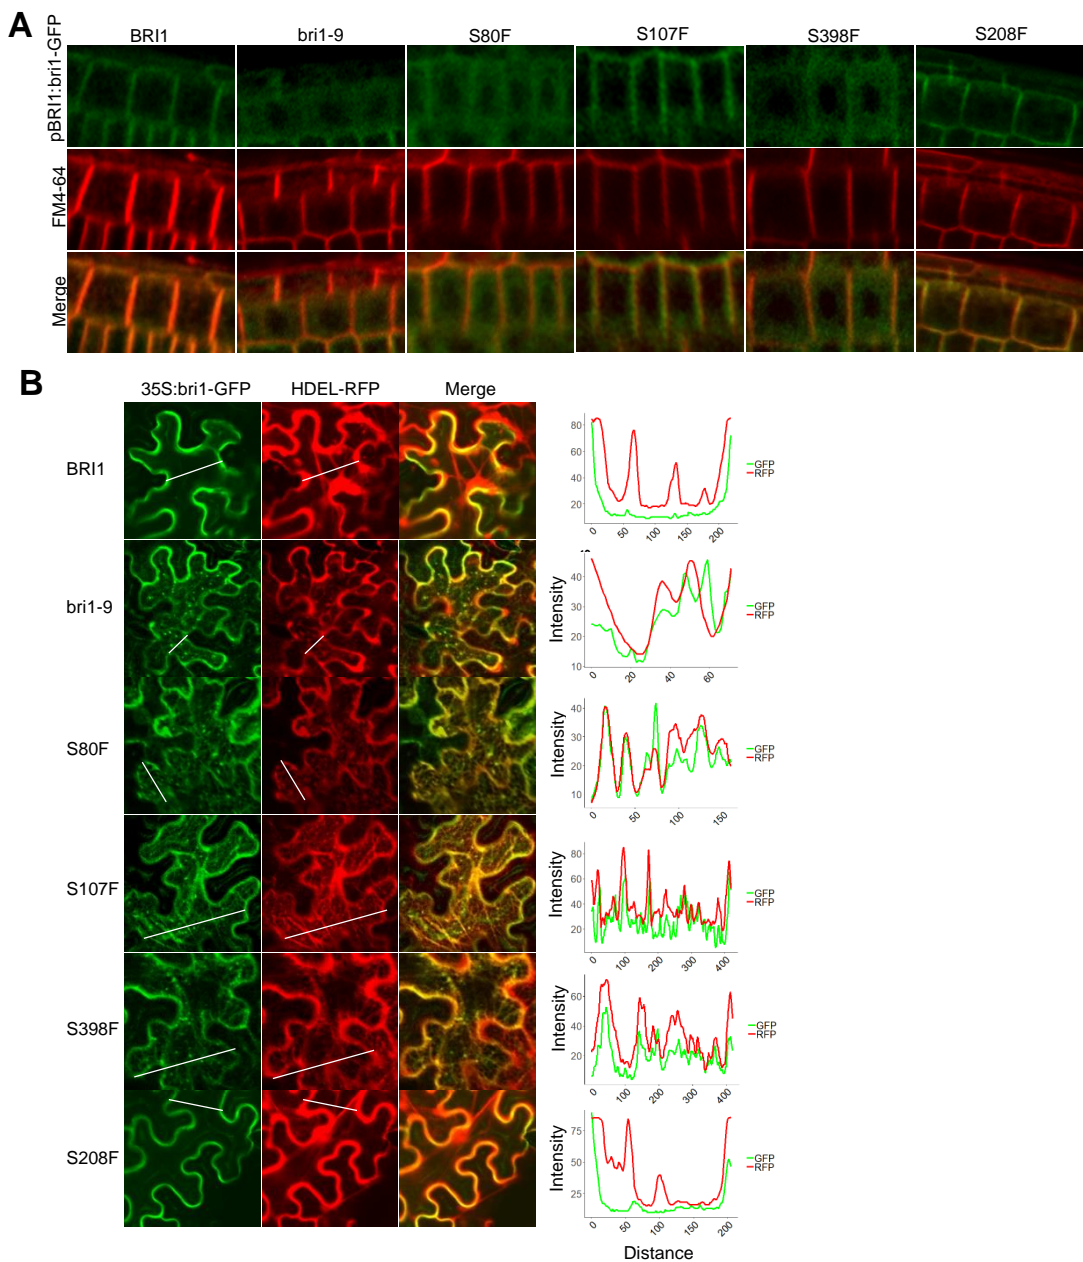 A
BRI1 bri1-9 S80F S107F S398F S208F
pBRI1:bri1-GFP
FM4-64
Merge
B
35S:bri1-GFP HDEL-RFP Merge
BRI1
80
60
40
20
0 50 100 150 200
GFP
RFP
bri1-9
Intensity
40
30
20
10
0 20 40 60
GFP
RFP
S80F
Intensity
40
30
20
10
0 50 100 150
GFP
RFP
S107F
Intensity
80
60
40
20
0 100 200 300 400
GFP
RFP
S398F
Intensity
60
40
20
0 100 200 300 400
GFP
RFP
S208F
Intensity
75
50
25
0 50 100 150 200
GFP
RFP
Distance